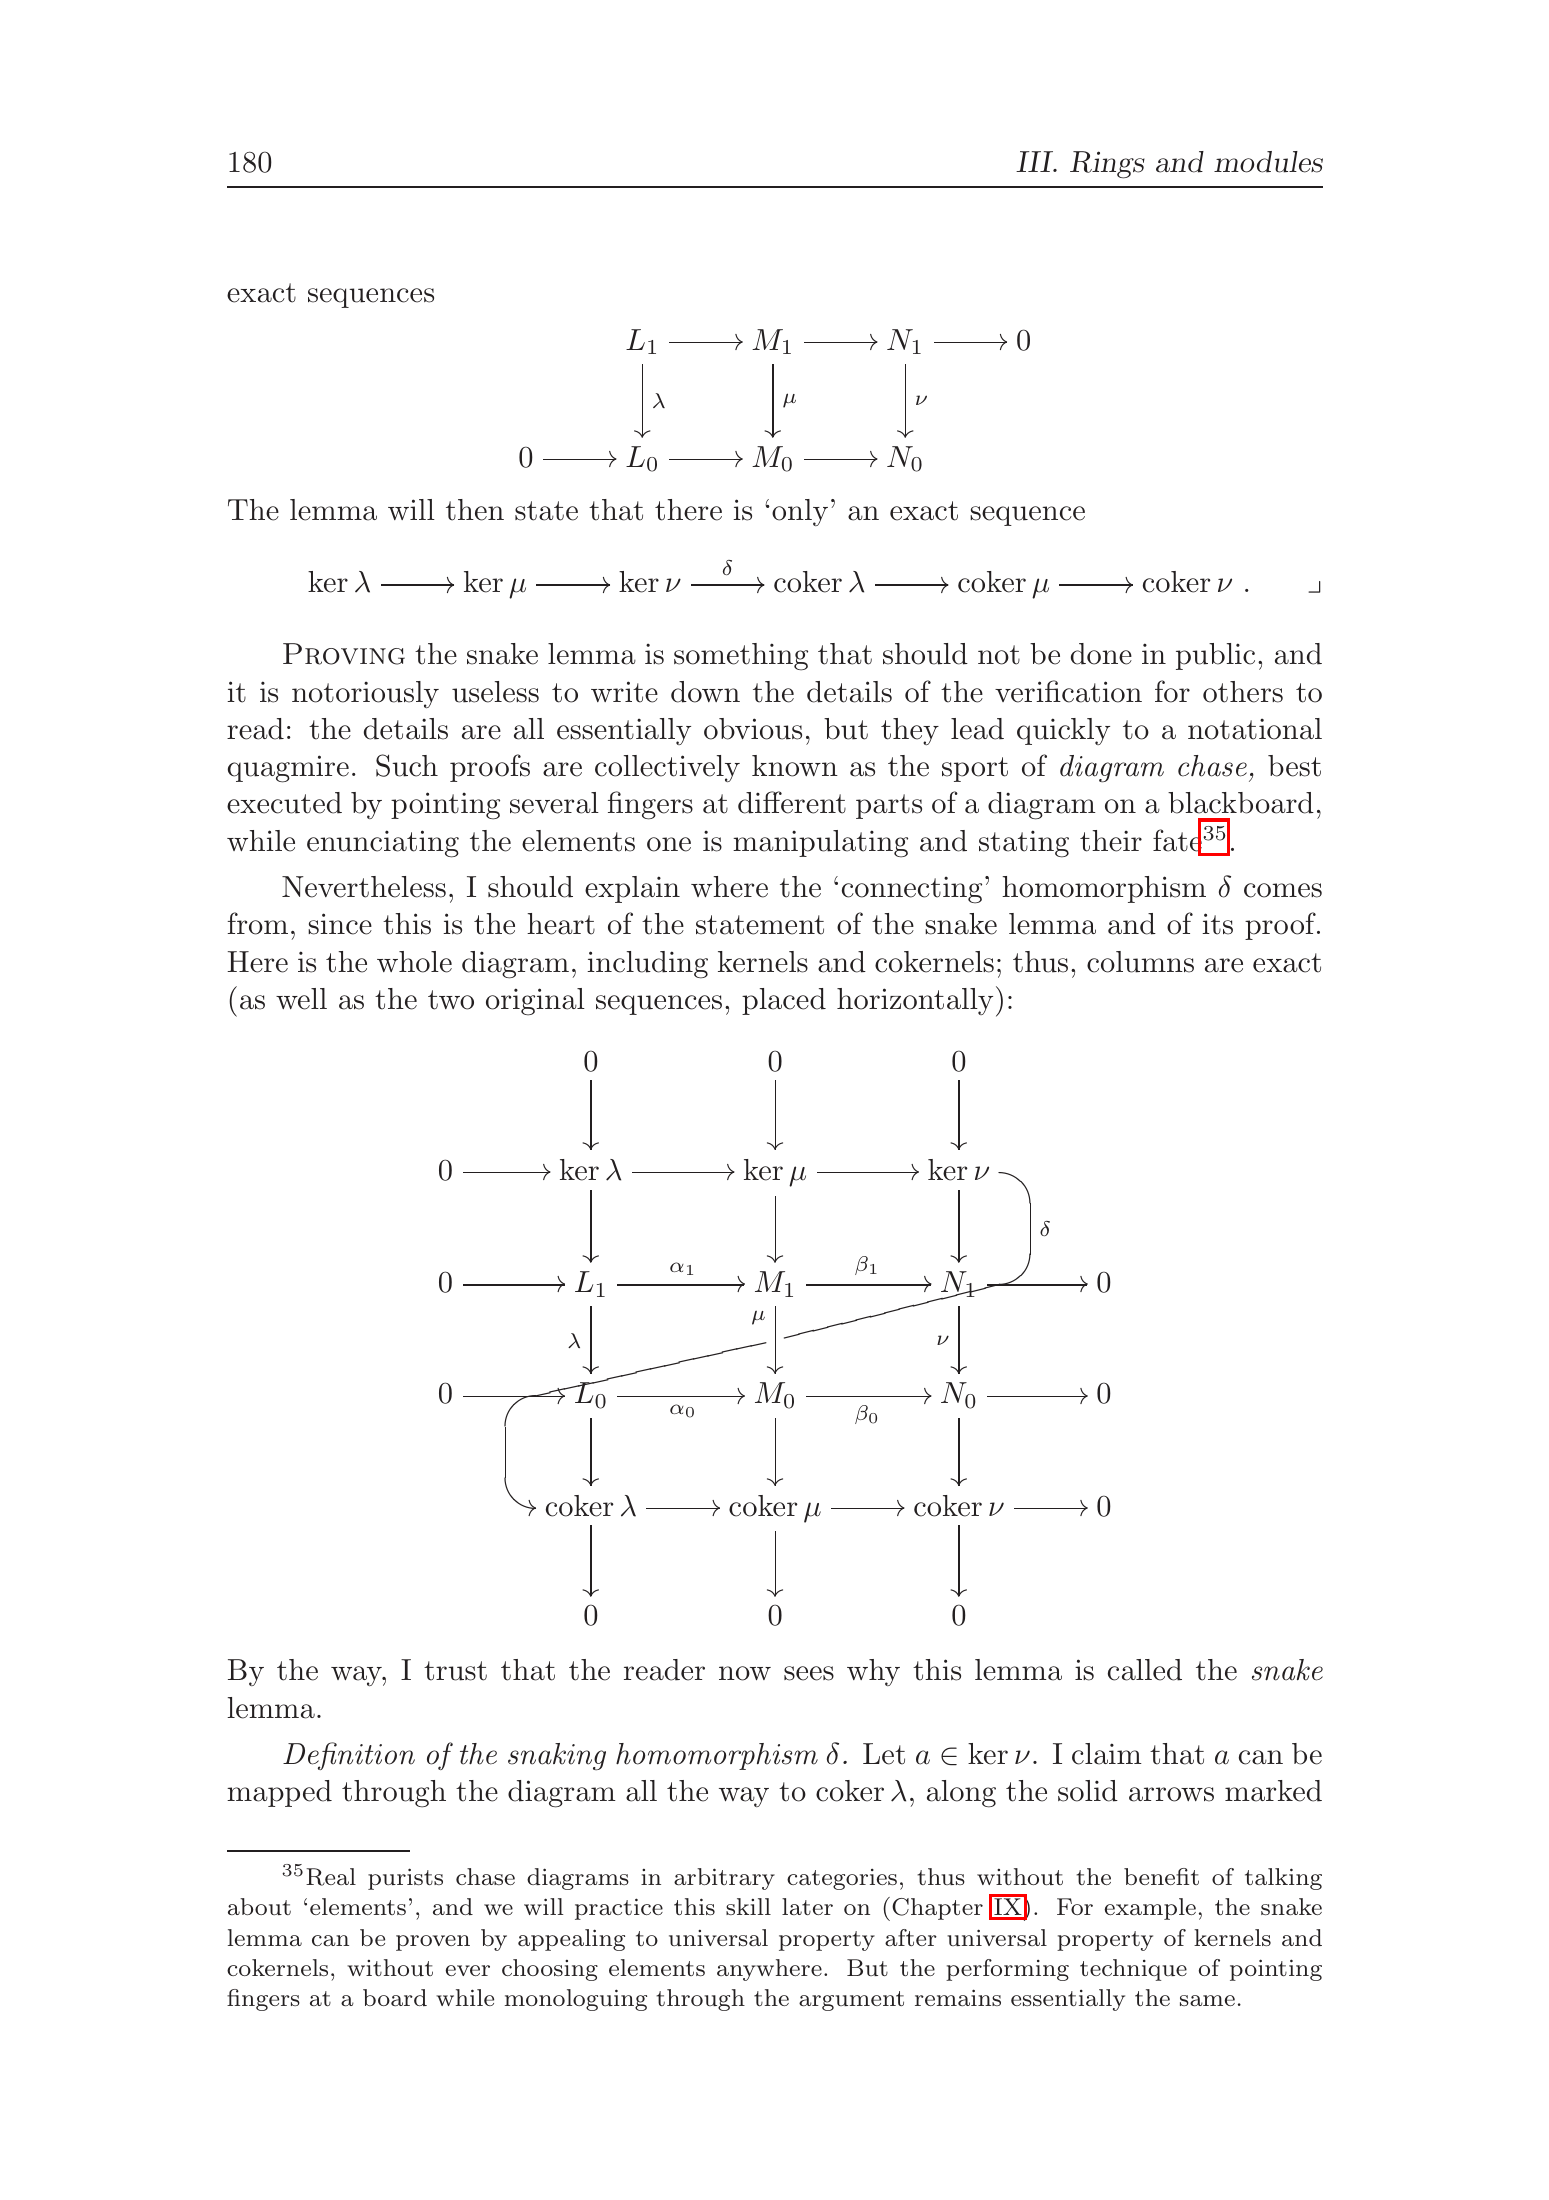 180 III. Rings and modules
exact sequences
L₁ ⟶ M₁ ⟶ N₁ ⟶ 0
λ μ ν
0 ⟶ L₀ ⟶ M₀ ⟶ N₀
The lemma will then state that there is ‘only’ an exact sequence
δ
ker λ ⟶ ker μ ⟶ ker ν ⟶ coker λ ⟶ coker μ ⟶ coker ν . ⌟
PROVING the snake lemma is something that should not be done in public, and
it is notoriously useless to write down the details of the verification for others to
read: the details are all essentially obvious, but they lead quickly to a notational
quagmire. Such proofs are collectively known as the sport of diagram chase, best
executed by pointing several fingers at different parts of a diagram on a blackboard,
while enunciating the elements one is manipulating and stating their fate³⁵.
Nevertheless, I should explain where the ‘connecting’ homomorphism δ comes
from, since this is the heart of the statement of the snake lemma and of its proof.
Here is the whole diagram, including kernels and cokernels; thus, columns are exact
(as well as the two original sequences, placed horizontally):
0 0 0
0 ⟶ ker λ ⟶ ker μ ⟶ ker ν
δ
α₁ β₁
0 ⟶ L₁ ⟶ M₁ ⟶ N₁ ⟶ 0
λ μ ν
0 ⟶ L₀ ⟶ M₀ ⟶ N₀ ⟶ 0
α₀ β₀
coker λ ⟶ coker μ ⟶ coker ν ⟶ 0
0 0 0
By the way, I trust that the reader now sees why this lemma is called the snake
lemma.
Definition of the snaking homomorphism δ. Let a ∈ ker ν. I claim that a can be
mapped through the diagram all the way to coker λ, along the solid arrows marked
³⁵Real purists chase diagrams in arbitrary categories, thus without the benefit of talking
about ‘elements’, and we will practice this skill later on (Chapter IX). For example, the snake
lemma can be proven by appealing to universal property after universal property of kernels and
cokernels, without ever choosing elements anywhere. But the performing technique of pointing
fingers at a board while monologuing through the argument remains essentially the same.